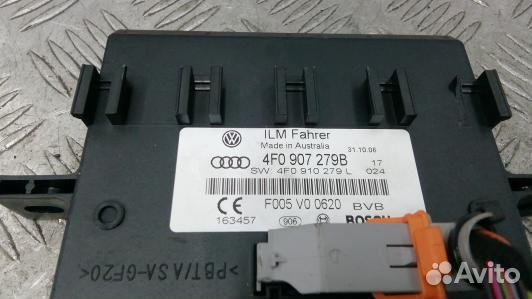 ILM Fahrer
Made in Australia 31.10.06
4F0 907 279B 17
SW: 4F0 910 279 L 024
F005 V0 0620 BVB
CE
163457 906 BOSCH
>PBT/ASA-GF20<
Avito